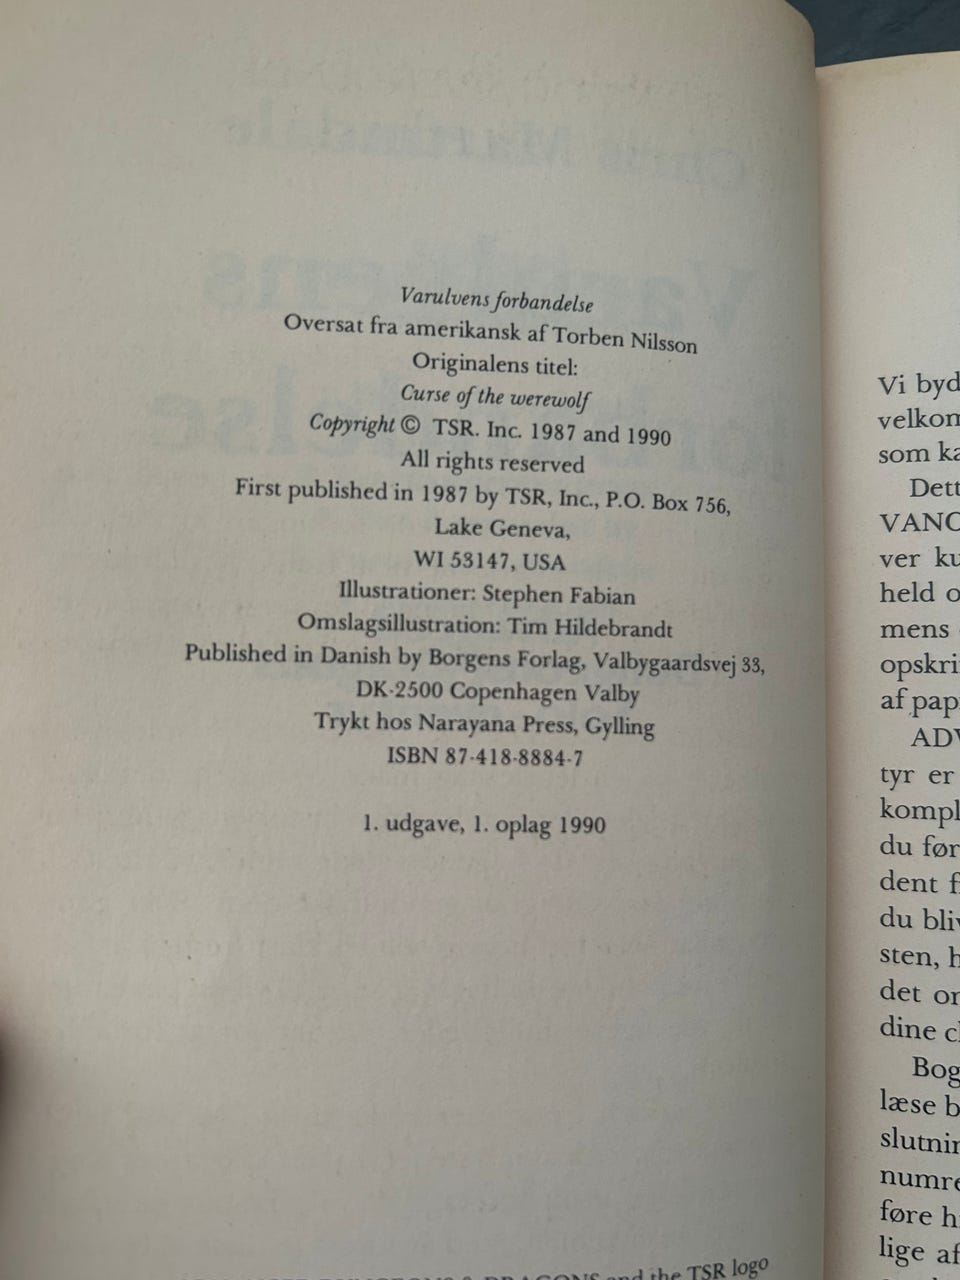 Varulvens forbandelse
Oversat fra amerikansk af Torben Nilsson
Originalens titel:
Curse of the werewolf
Copyright © TSR. Inc. 1987 and 1990
All rights reserved
First published in 1987 by TSR, Inc., P.O. Box 756,
Lake Geneva,
WI 53147, USA
Illustrationer: Stephen Fabian
Omslagsillustration: Tim Hildebrandt
Published in Danish by Borgens Forlag, Valbygaardsvej 33,
DK-2500 Copenhagen Valby
Trykt hos Narayana Press, Gylling
ISBN 87-418-8884-7
1. udgave, 1. oplag 1990
DRAGONS and the TSR logo
Vi byd
velkom
som ka
Dett
VANC
ver ku
held o
mens
opskri
af pap
ADV
tyr er
kompl
du før
dent f
du bliv
sten, h
det or
dine c
Bog
læse b
slutnin
numre
føre h
lige af